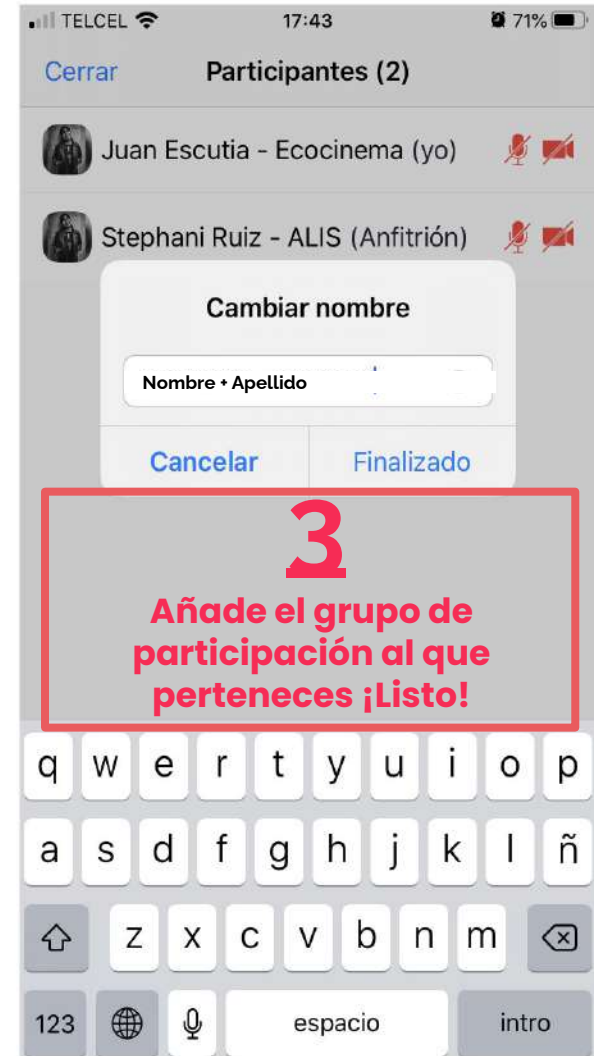 TELCEL 17:43 71%
Cerrar Participantes (2)
Juan Escutia - Ecocinema (yo)
Stephani Ruiz - ALIS (Anfitrión)
Cambiar nombre
Nombre + Apellido
Cancelar Finalizado
3
Añade el grupo de
participación al que
perteneces ¡Listo!
q w e r t y u i o p
a s d f g h j k l ñ
z x c v b n m
123 espacio intro